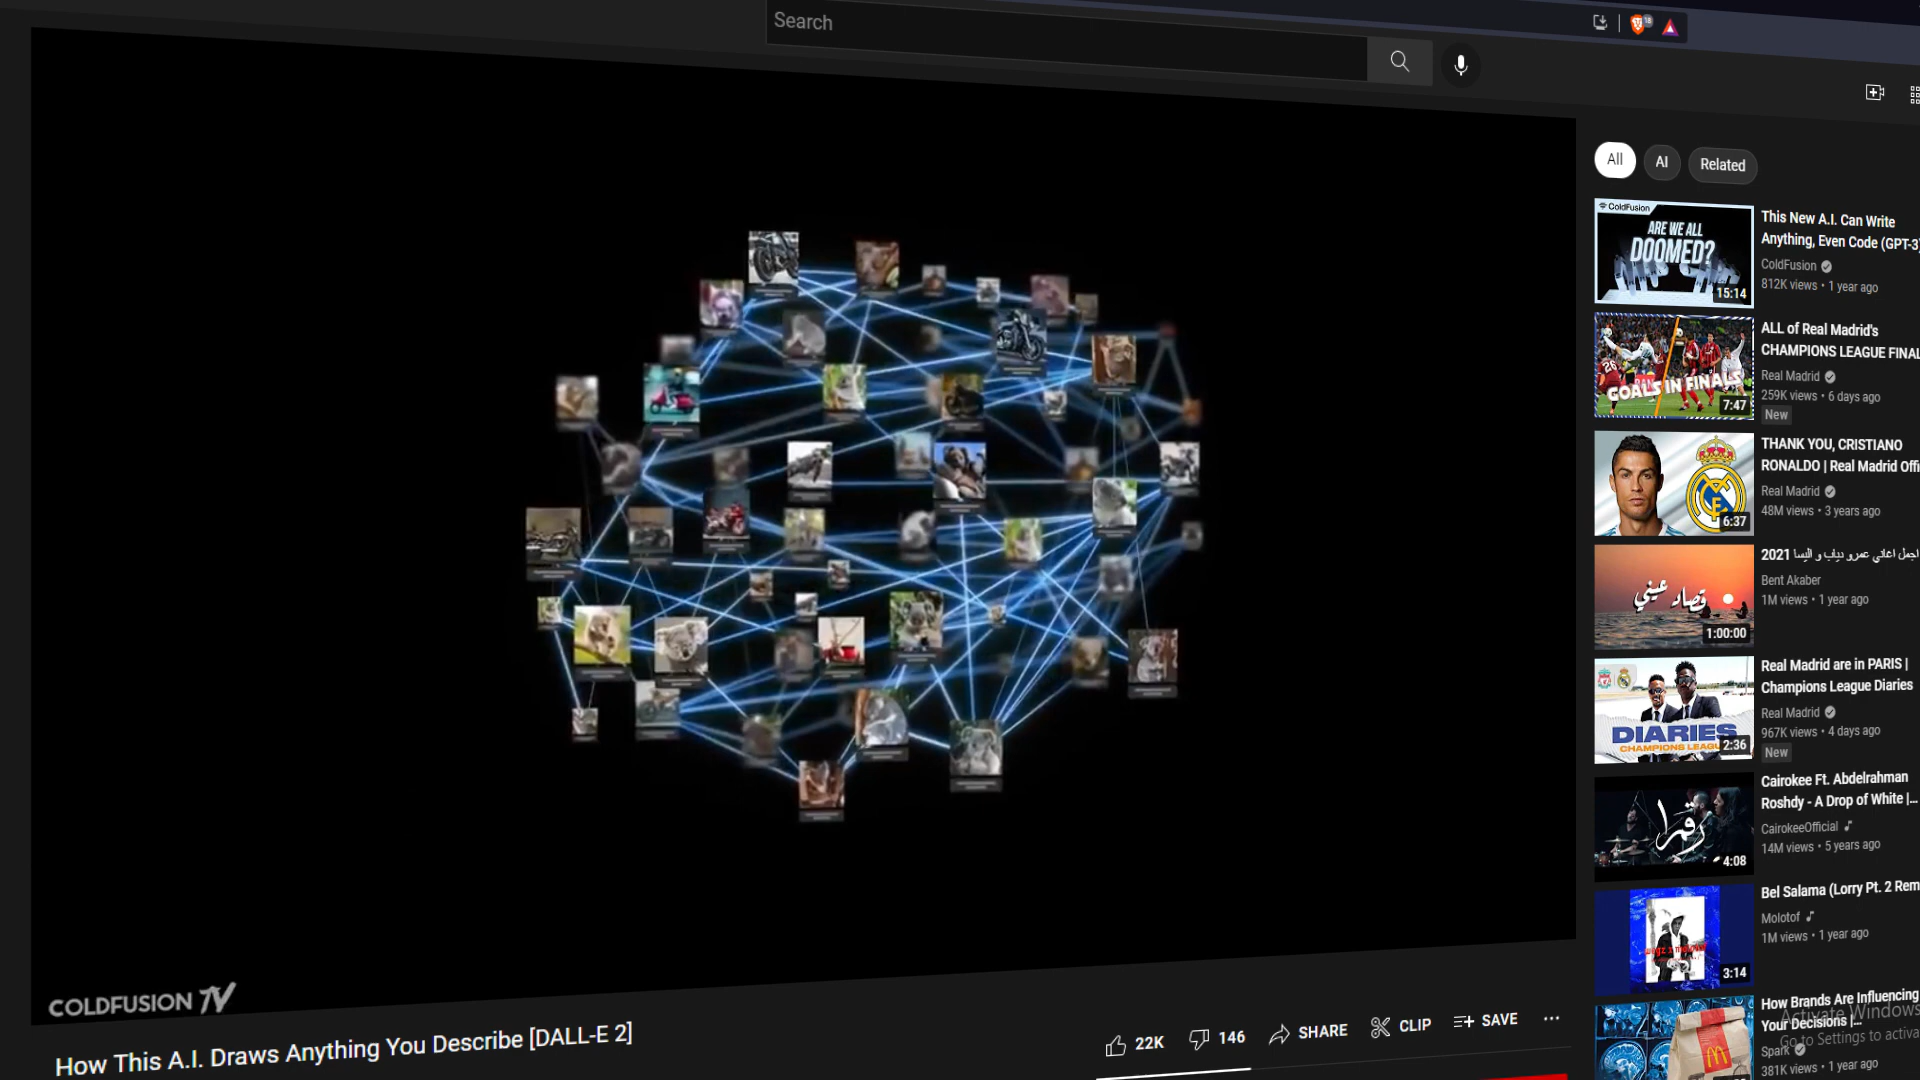 Search
18
All
AI
Related
ColdFusion
ARE WE ALL
DOOMED?
15:14
This New A.I. Can Write
Anything, Even Code (GPT-3)
ColdFusion
812K views • 1 year ago
26
GOALS IN FINALS
7:47
ALL of Real Madrid's
CHAMPIONS LEAGUE FINAL
Real Madrid
259K views • 6 days ago
New
6:37
THANK YOU, CRISTIANO
RONALDO | Real Madrid Offi
Real Madrid
48M views • 3 years ago
قصاد عيني
1:00:00
اجمل اغاني عمرو دياب و اليسا 2021
Bent Akaber
1M views • 1 year ago
DIARIES
CHAMPIONS LEAGU
2:36
Real Madrid are in PARIS |
Champions League Diaries
Real Madrid
967K views • 4 days ago
New
4:08
Cairokee Ft. Abdelrahman
Roshdy - A Drop of White |...
CairokeeOfficial
14M views • 5 years ago
3:14
Bel Salama (Lorry Pt. 2 Rem
Molotof
1M views • 1 year ago
How Brands Are Influencing
Your Decisions |...
Spark
381K views • 1 year ago
Activate Windows
Go to Settings to activa
COLDFUSION TV
How This A.I. Draws Anything You Describe [DALL-E 2]
22K
146
SHARE
CLIP
SAVE
...